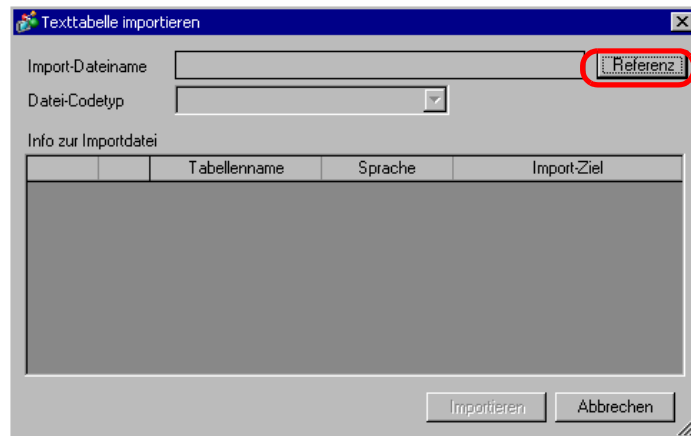 Texttabelle importieren
Import-Dateiname
Referenz
Datei-Codetyp
Info zur Importdatei
Tabellenname Sprache Import-Ziel
Importieren Abbrechen